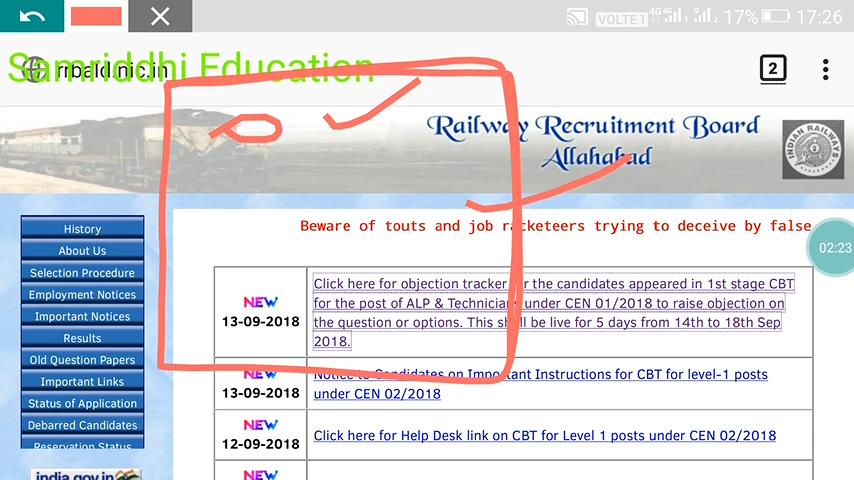 VOLTE 1 4G 4G G 17% 17:26
Samriddhi Education
rrbald.nic.in
2
Railway Recruitment Board
Allahabad
INDIAN RAILWAYS
Beware of touts and job racketeers trying to deceive by false
02:23
History
About Us
Selection Procedure
Employment Notices
Important Notices
Results
Old Question Papers
Important Links
Status of Application
Debarred Candidates
Reservation Status
india.gov.in
NEW
13-09-2018
Click here for objection tracker for the candidates appeared in 1st stage CBT
for the post of ALP & Technicians under CEN 01/2018 to raise objection on
the question or options. This shall be live for 5 days from 14th to 18th Sep
2018.
NEW
13-09-2018
Notice to Candidates on Important Instructions for CBT for level-1 posts
under CEN 02/2018
NEW
12-09-2018
Click here for Help Desk link on CBT for Level 1 posts under CEN 02/2018
NEW